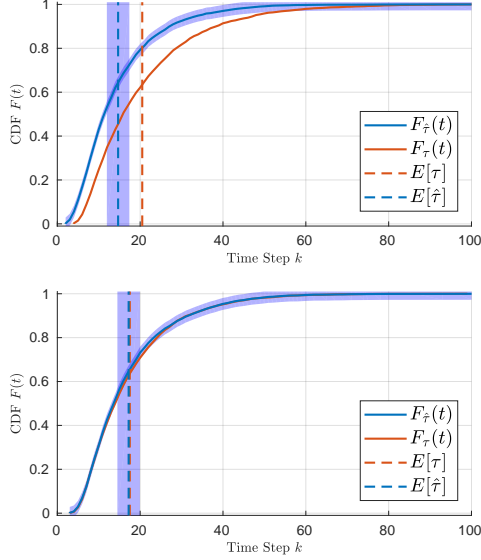 1
0.8
0.6
0.4
0.2
0
CDF F(t)
0 20 40 60 80 100
Time Step k
F_τ̂(t)
F_τ(t)
E[τ]
E[τ̂]
1
0.8
0.6
0.4
0.2
0
CDF F(t)
0 20 40 60 80 100
Time Step k
F_τ̂(t)
F_τ(t)
E[τ]
E[τ̂]